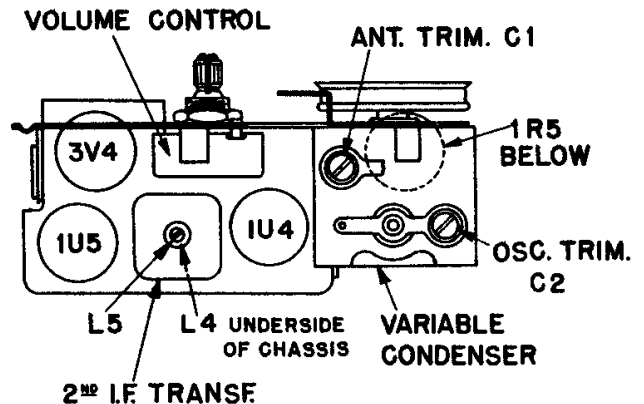 VOLUME CONTROL
ANT. TRIM. C1
1R5
BELOW
3V4
1U5
1U4
OSC. TRIM.
C2
L5
L4 UNDERSIDE
OF CHASSIS
VARIABLE
CONDENSER
2ND I.F. TRANSF.